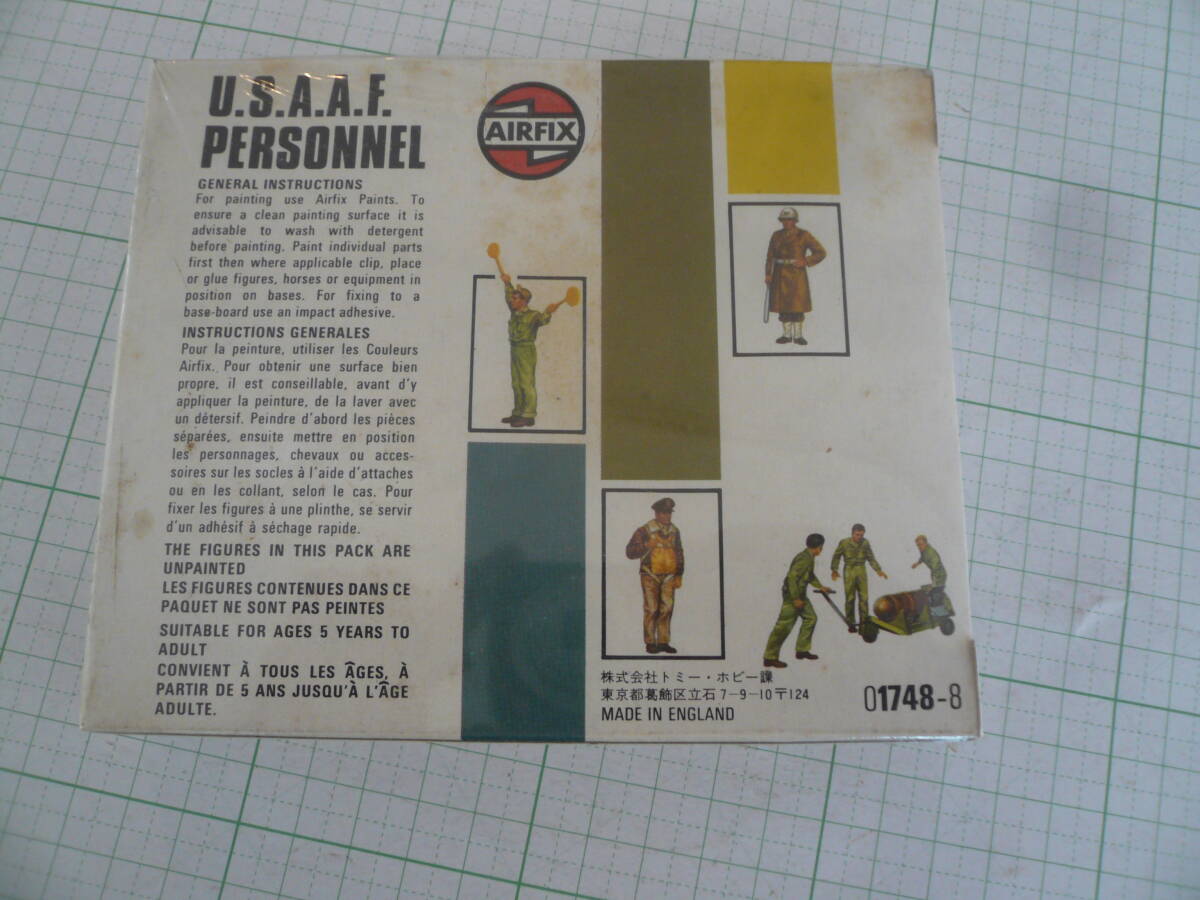 U.S.A.A.F.
PERSONNEL
GENERAL INSTRUCTIONS
For painting use Airfix Paints. To
ensure a clean painting surface it is
advisable to wash with detergent
before painting. Paint individual parts
first then where applicable clip, place
or glue figures, horses or equipment in
position on bases. For fixing to a
base-board use an impact adhesive.
INSTRUCTIONS GENERALES
Pour la peinture, utiliser les Couleurs
Airfix. Pour obtenir une surface bien
propre, il est conseillable, avant d'y
appliquer la peinture, de la laver avec
un détersif. Peindre d'abord les pièces
séparées, ensuite mettre en position
les personnages, chevaux ou acces-
soires sur les socles à l'aide d'attaches
ou en les collant, selon le cas. Pour
fixer les figures à une plinthe, se servir
d'un adhésif à séchage rapide.
THE FIGURES IN THIS PACK ARE
UNPAINTED
LES FIGURES CONTENUES DANS CE
PAQUET NE SONT PAS PEINTES
SUITABLE FOR AGES 5 YEARS TO
ADULT
CONVIENT À TOUS LES ÂGES, À
PARTIR DE 5 ANS JUSQU'À L'ÂGE
ADULTE.
AIRFIX
株式会社トミー・ホビー課
東京都葛飾区立石7-9-10〒124
MADE IN ENGLAND
01748-8